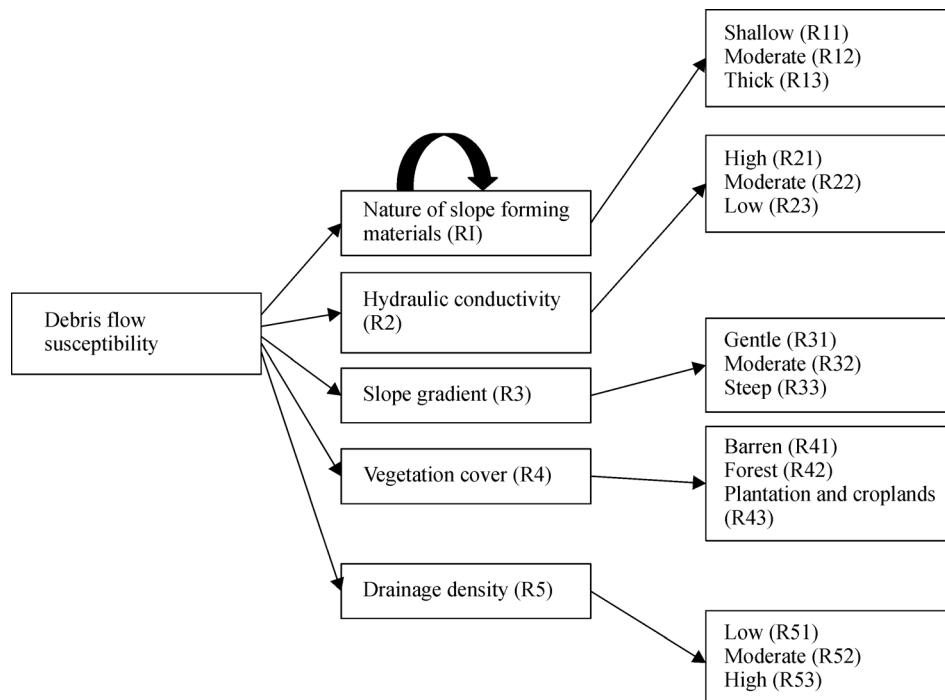 Debris flow
susceptibility
Nature of slope forming
materials (RI)
Hydraulic conductivity
(R2)
Slope gradient (R3)
Vegetation cover (R4)
Drainage density (R5)
Shallow (R11)
Moderate (R12)
Thick (R13)
High (R21)
Moderate (R22)
Low (R23)
Gentle (R31)
Moderate (R32)
Steep (R33)
Barren (R41)
Forest (R42)
Plantation and croplands
(R43)
Low (R51)
Moderate (R52)
High (R53)